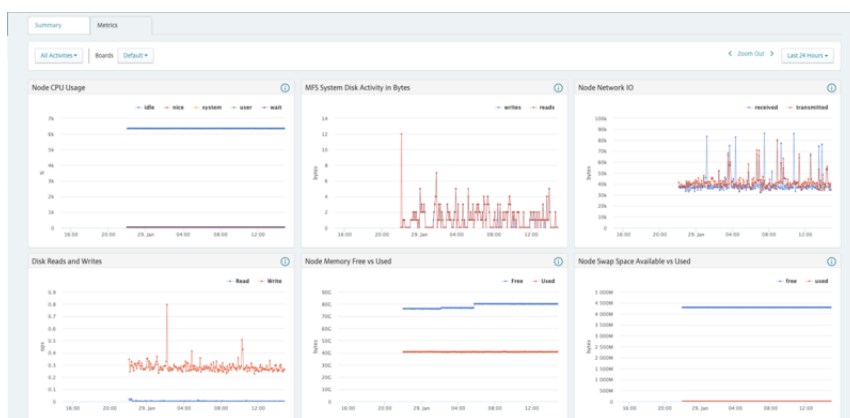 Summary Metrics
All Activities Boards Default Zoom Out Last 24 Hours
Node CPU Usage
idle nice system user wait
7k
6k
5k
4k
3k
2k
1k
0
%
16:00 20:00 29. Jan 04:00 08:00 12:00
MFS System Disk Activity in Bytes
writes reads
14
12
10
8
6
4
2
0
bytes
16:00 20:00 29. Jan 04:00 08:00 12:00
Node Network IO
received transmitted
100k
90k
80k
70k
60k
50k
40k
30k
20k
10k
0
bytes
16:00 20:00 29. Jan 04:00 08:00 12:00
Disk Reads and Writes
Read Write
0.9
0.8
0.7
0.6
0.5
0.4
0.3
0.2
0.1
0
ops
16:00 20:00 29. Jan 04:00 08:00 12:00
Node Memory Free vs Used
Free Used
90G
80G
70G
60G
50G
40G
30G
20G
10G
0
bytes
16:00 20:00 29. Jan 04:00 08:00 12:00
Node Swap Space Available vs Used
free used
5 000M
4 500M
4 000M
3 500M
3 000M
2 500M
2 000M
1 500M
1 000M
500M
0
bytes
16:00 20:00 29. Jan 04:00 08:00 12:00